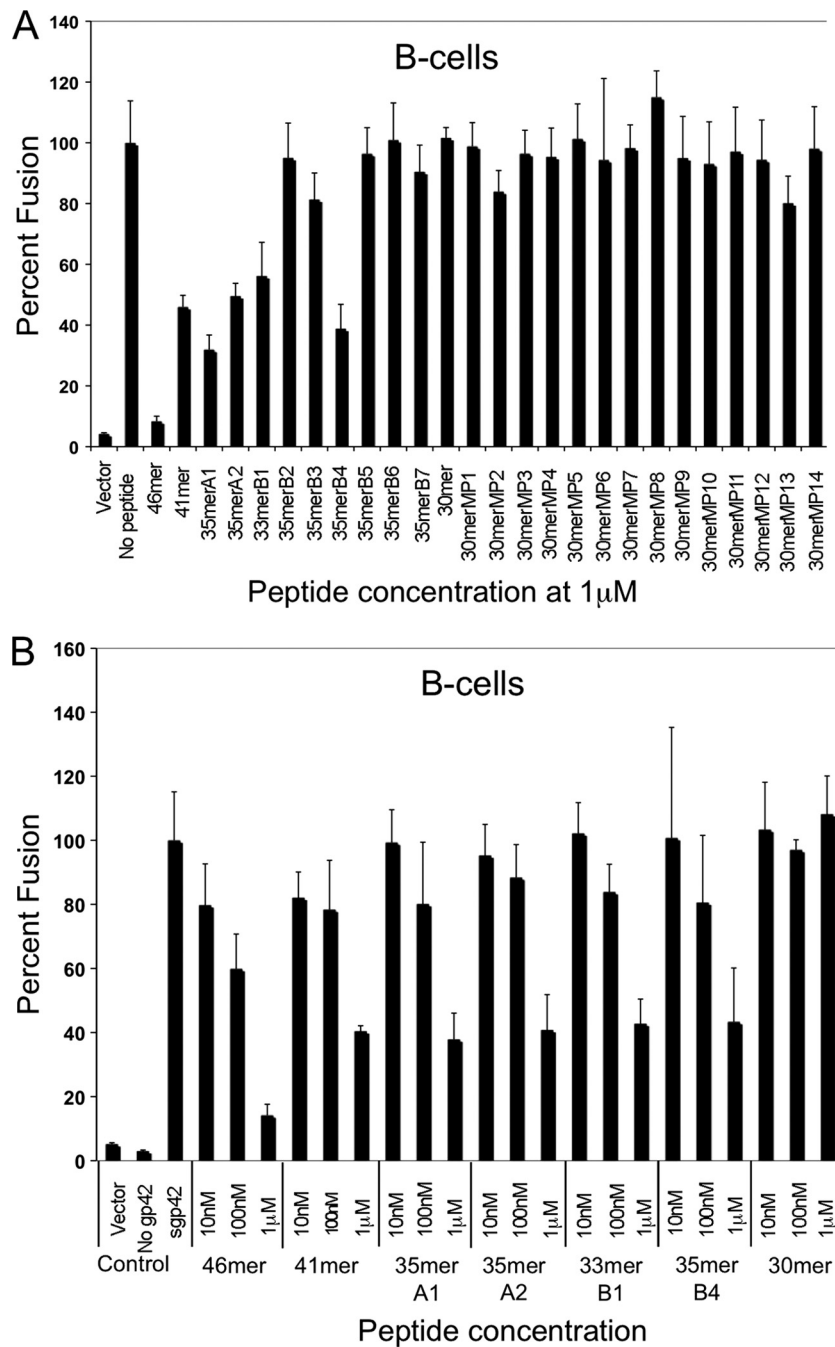 A
B-cells
Percent Fusion
140
120
100
80
60
40
20
0
Vector
No peptide
46mer
41mer
35merA1
35merA2
33merB1
35merB2
35merB3
35merB4
35merB5
35merB6
35merB7
30mer
30merMP1
30merMP2
30merMP3
30merMP4
30merMP5
30merMP6
30merMP7
30merMP8
30merMP9
30merMP10
30merMP11
30merMP12
30merMP13
30merMP14
Peptide concentration at 1μM
B
B-cells
Percent Fusion
160
140
120
100
80
60
40
20
0
Vector
No gp42
sgp42
10nM
100nM
1μM
10nM
100nM
1μM
10nM
100nM
1μM
10nM
100nM
1μM
10nM
100nM
1μM
10nM
100nM
1μM
10nM
100nM
1μM
Control
46mer
41mer
35mer
A1
35mer
A2
33mer
B1
35mer
B4
30mer
Peptide concentration